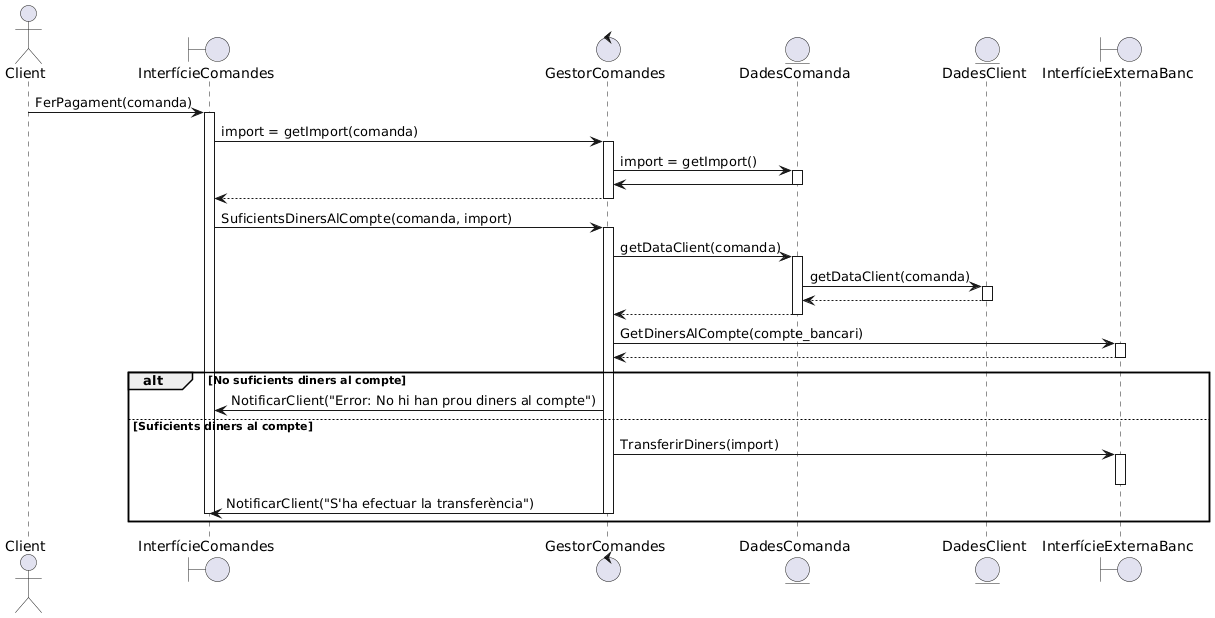 Client
InterfícieComandes
GestorComandes
DadesComanda
DadesClient
InterfícieExternaBanc
FerPagament(comanda)
import = getImport(comanda)
import = getImport()
SuficientsDinersAlCompte(comanda, import)
getDataClient(comanda)
getDataClient(comanda)
GetDinersAlCompte(compte_bancari)
alt
[No suficients diners al compte]
NotificarClient("Error: No hi han prou diners al compte")
[Suficients diners al compte]
TransferirDiners(import)
NotificarClient("S'ha efectuar la transferència")
Client
InterfícieComandes
GestorComandes
DadesComanda
DadesClient
InterfícieExternaBanc